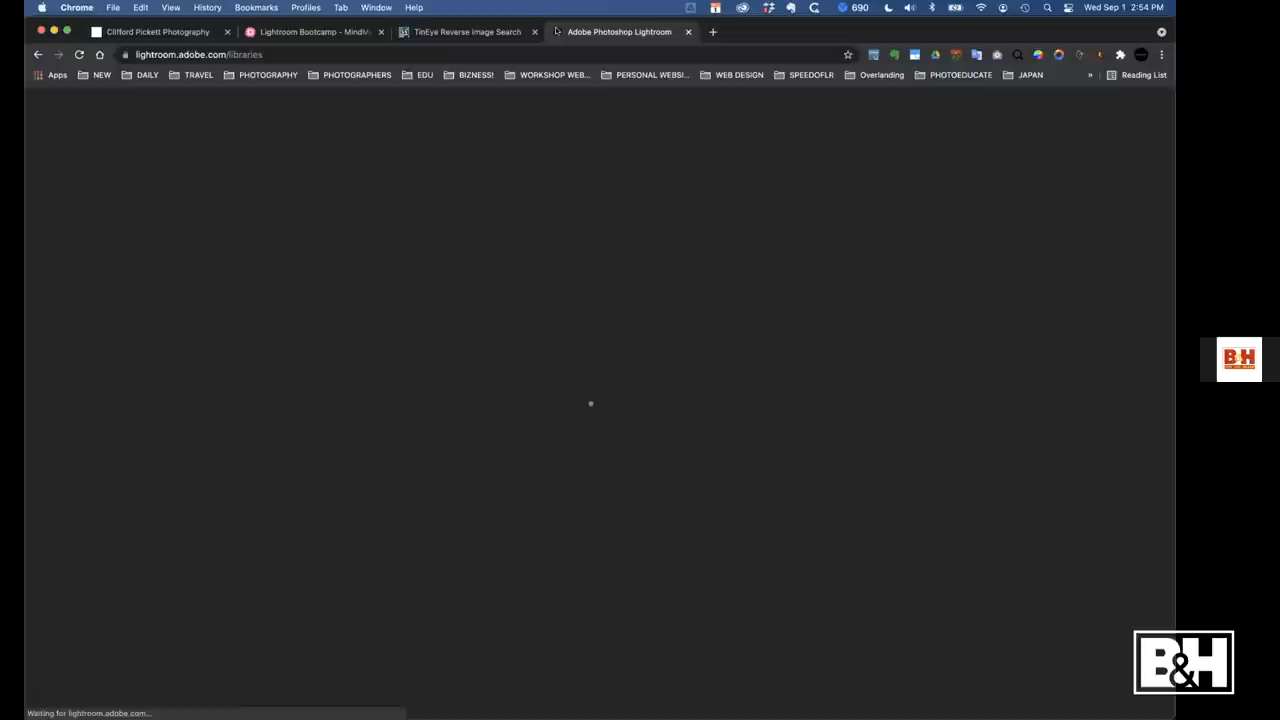 Chrome File Edit View History Bookmarks Profiles Tab Window Help 690 Wed Sep 1 2:54 PM
Clifford Pickett Photography Lightroom Bootcamp - MindM TinEye Reverse Image Search Adobe Photoshop Lightroom
lightroom.adobe.com/libraries
Apps NEW DAILY TRAVEL PHOTOGRAPHY PHOTOGRAPHERS EDU BIZNESS! WORKSHOP WEB... PERSONAL WEBSI... WEB DESIGN SPEEDOFLR Overlanding PHOTOEDUCATE JAPAN » Reading List
B&H
B&H
Waiting for lightroom.adobe.com...